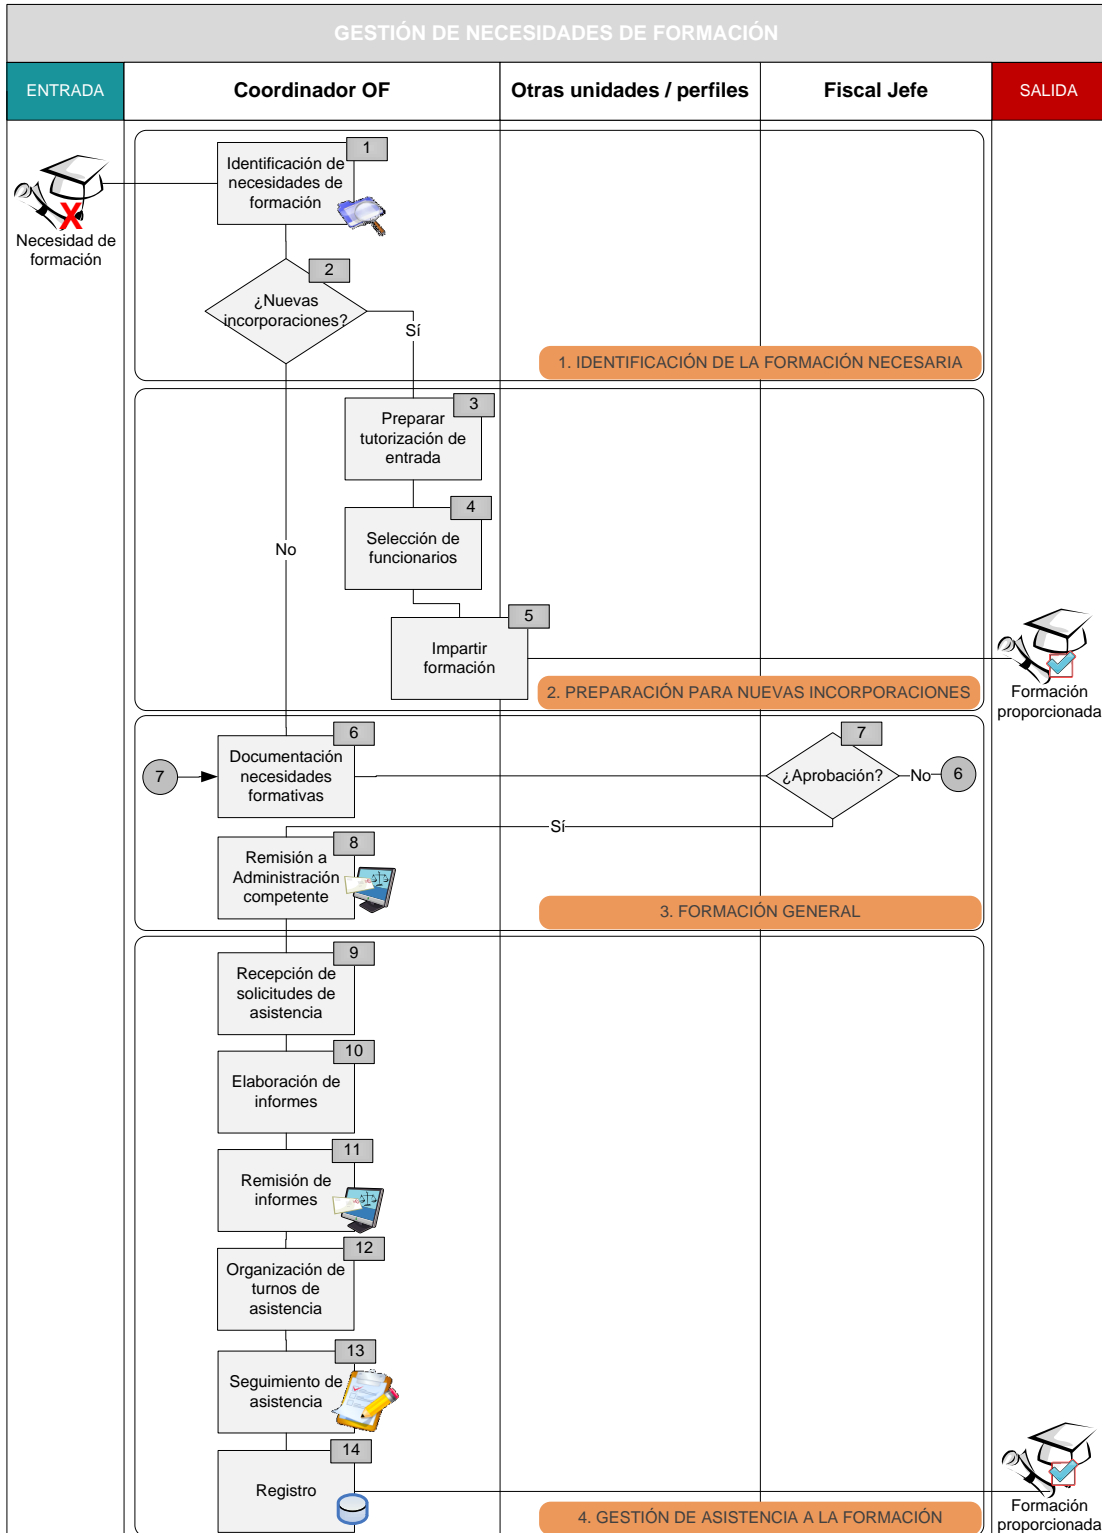 GESTIÓN DE NECESIDADES DE FORMACIÓN
ENTRADA
Coordinador OF
Otras unidades / perfiles
Fiscal Jefe
SALIDA
1
Identificación de
necesidades de
formación
Necesidad de
formación
2
¿Nuevas
incorporaciones?
Sí
1. IDENTIFICACIÓN DE LA FORMACIÓN NECESARIA
3
Preparar
tutorización de
entrada
4
Selección de
funcionarios
No
5
Impartir
formación
2. PREPARACIÓN PARA NUEVAS INCORPORACIONES
Formación
proporcionada
6
Documentación
necesidades
formativas
7
7
¿Aprobación?
No
6
Sí
8
Remisión a
Administración
competente
3. FORMACIÓN GENERAL
9
Recepción de
solicitudes de
asistencia
10
Elaboración de
informes
11
Remisión de
informes
12
Organización de
turnos de
asistencia
13
Seguimiento de
asistencia
14
Registro
4. GESTIÓN DE ASISTENCIA A LA FORMACIÓN
Formación
proporcionada